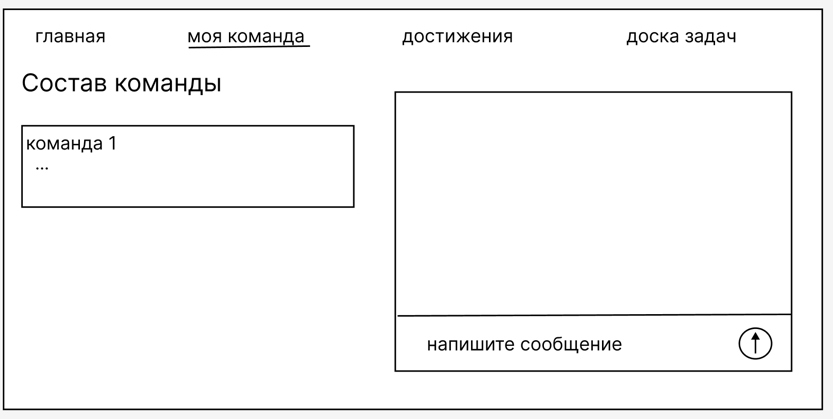 главная моя команда достижения доска задач
Состав команды
команда 1
...
напишите сообщение